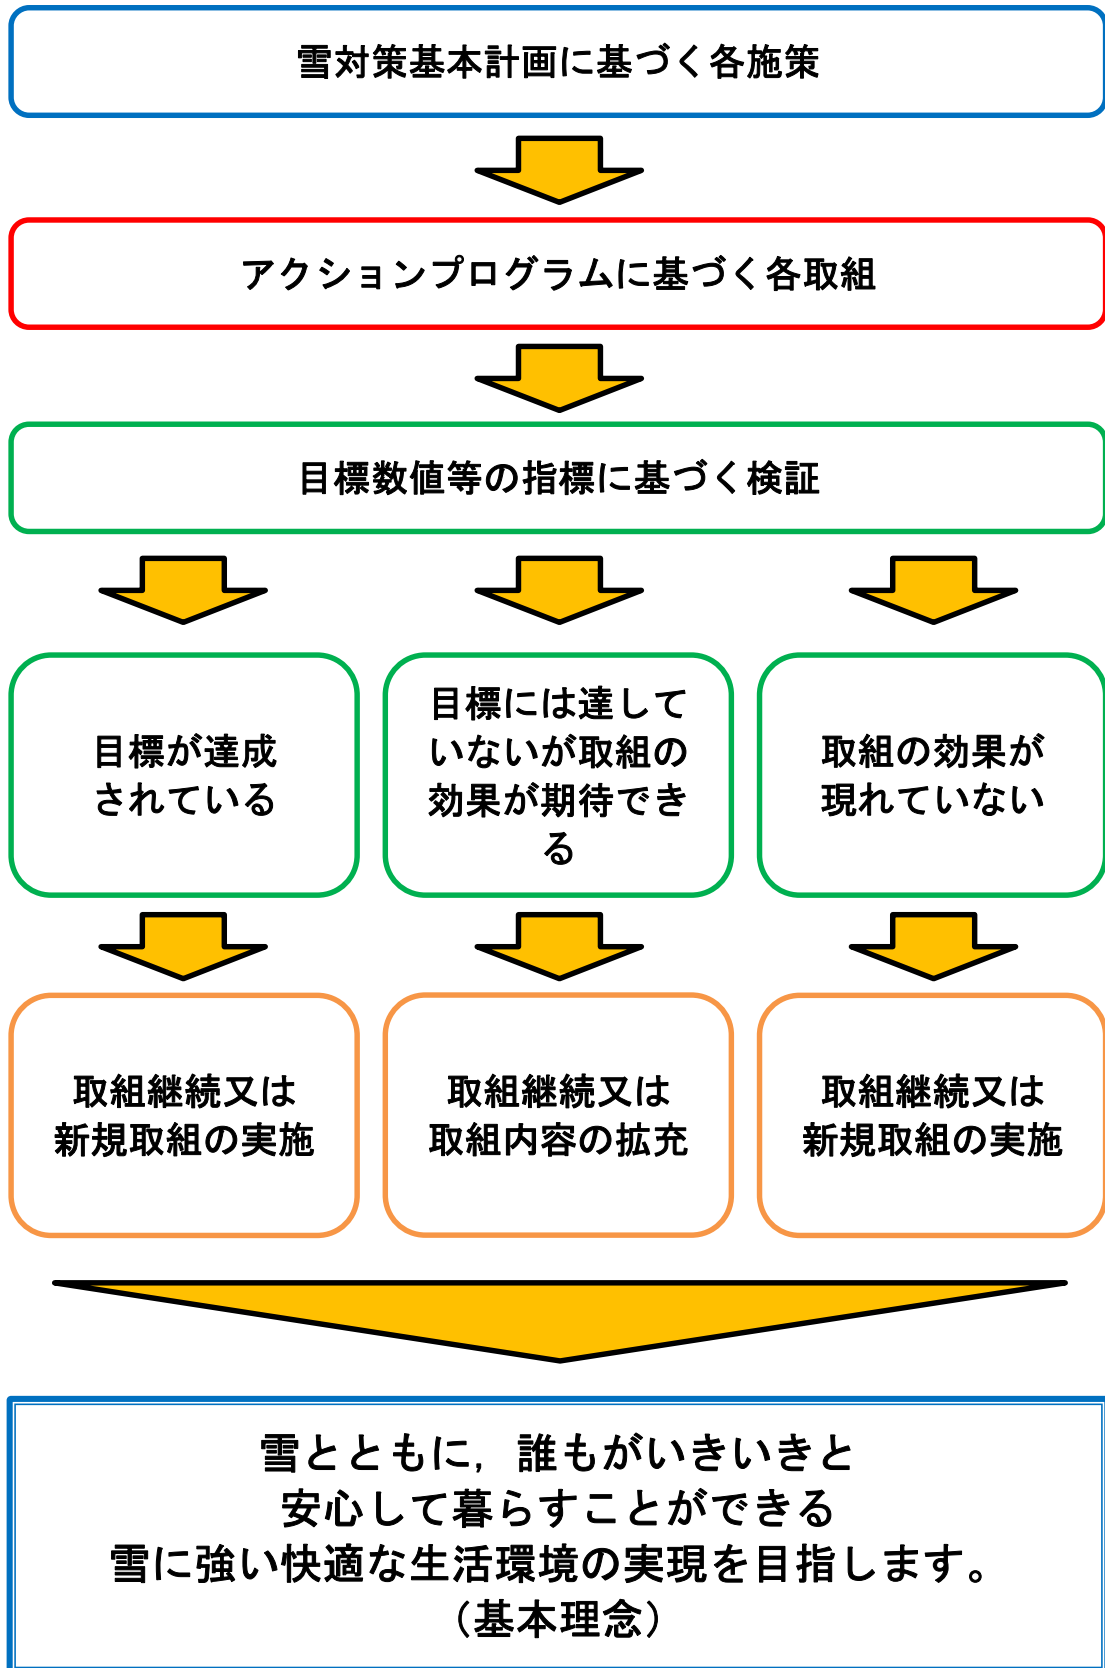 雪対策基本計画に基づく各施策
アクションプログラムに基づく各取組
目標数値等の指標に基づく検証
目標が達成
されている
目標には達して
いないが取組の
効果が期待でき
る
取組の効果が
現れていない
取組継続又は
新規取組の実施
取組継続又は
取組内容の拡充
取組継続又は
新規取組の実施
雪とともに，誰もがいきいきと
安心して暮らすことができる
雪に強い快適な生活環境の実現を目指します。
（基本理念）